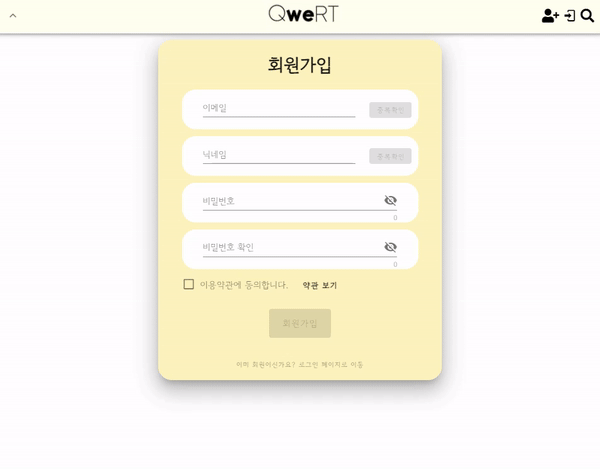 QweRT
회원가입
이메일
중복확인
닉네임
중복확인
비밀번호
0
비밀번호 확인
0
이용약관에 동의합니다. 약관 보기
회원가입
이미 회원이신가요? 로그인 페이지로 이동